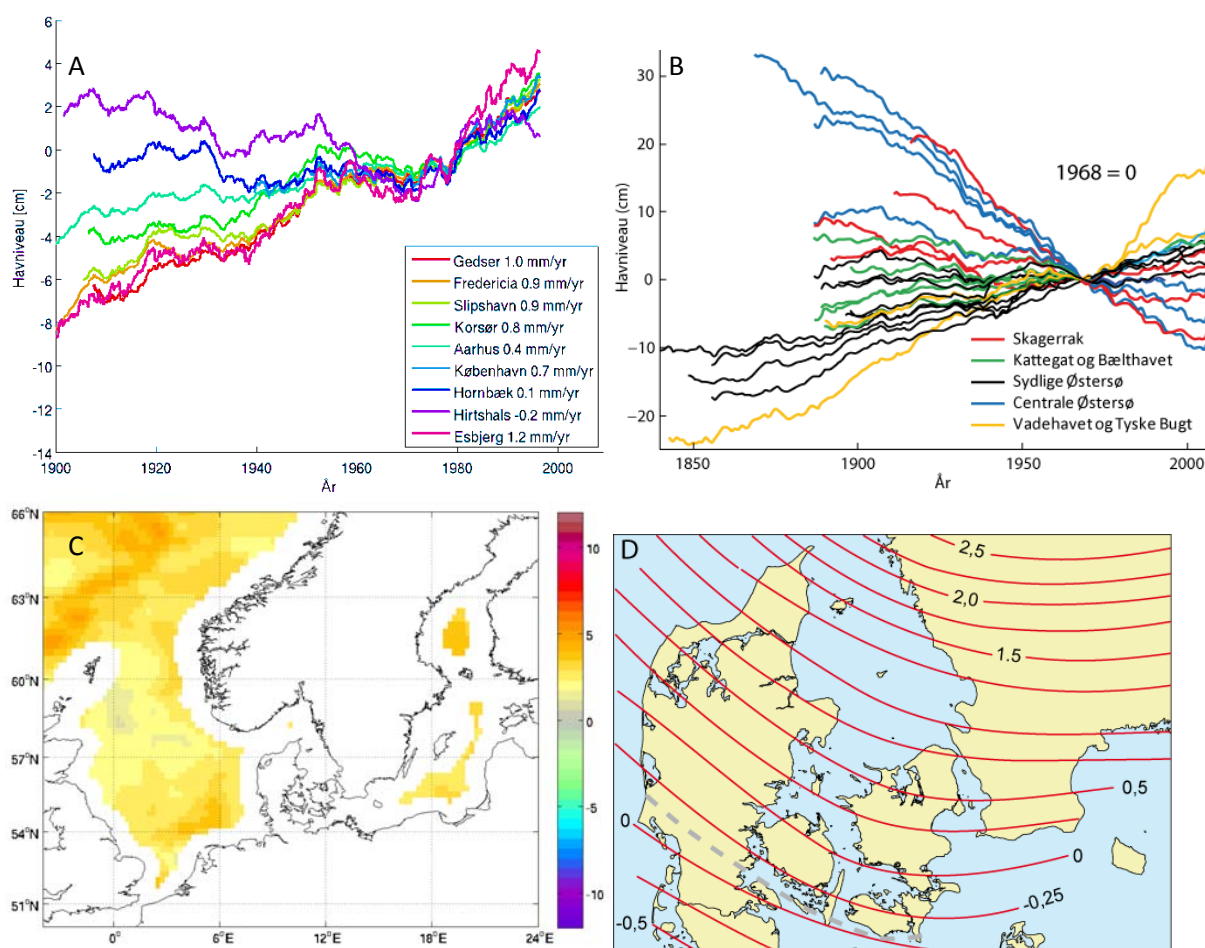 A
Havniveau [cm]
6
4
2
0
-2
-4
-6
-8
-10
-12
-14
1900 1920 1940 1960 1980 2000
År
Gedser 1.0 mm/yr
Fredericia 0.9 mm/yr
Slipshavn 0.9 mm/yr
Korsør 0.8 mm/yr
Aarhus 0.4 mm/yr
København 0.7 mm/yr
Hornbæk 0.1 mm/yr
Hirtshals -0.2 mm/yr
Esbjerg 1.2 mm/yr
B
Havniveau (cm)
30
20
10
0
−10
−20
1968 = 0
Skagerrak
Kattegat og Bælthavet
Sydlige Østersø
Centrale Østersø
Vadehavet og Tyske Bugt
1850 1900 1950 2000
År
C
66°N
63°N
60°N
57°N
54°N
51°N
0° 6°E 12°E 18°E 24°E
10
5
0
-5
-10
D
2.5
2,0
1.5
0,5
0
0
-0,25
-0,5